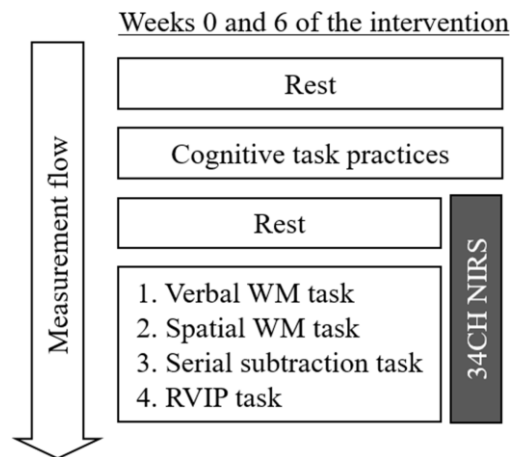 Weeks 0 and 6 of the intervention
Measurement flow
Rest
Cognitive task practices
Rest
34CH NIRS
1. Verbal WM task
2. Spatial WM task
3. Serial subtraction task
4. RVIP task